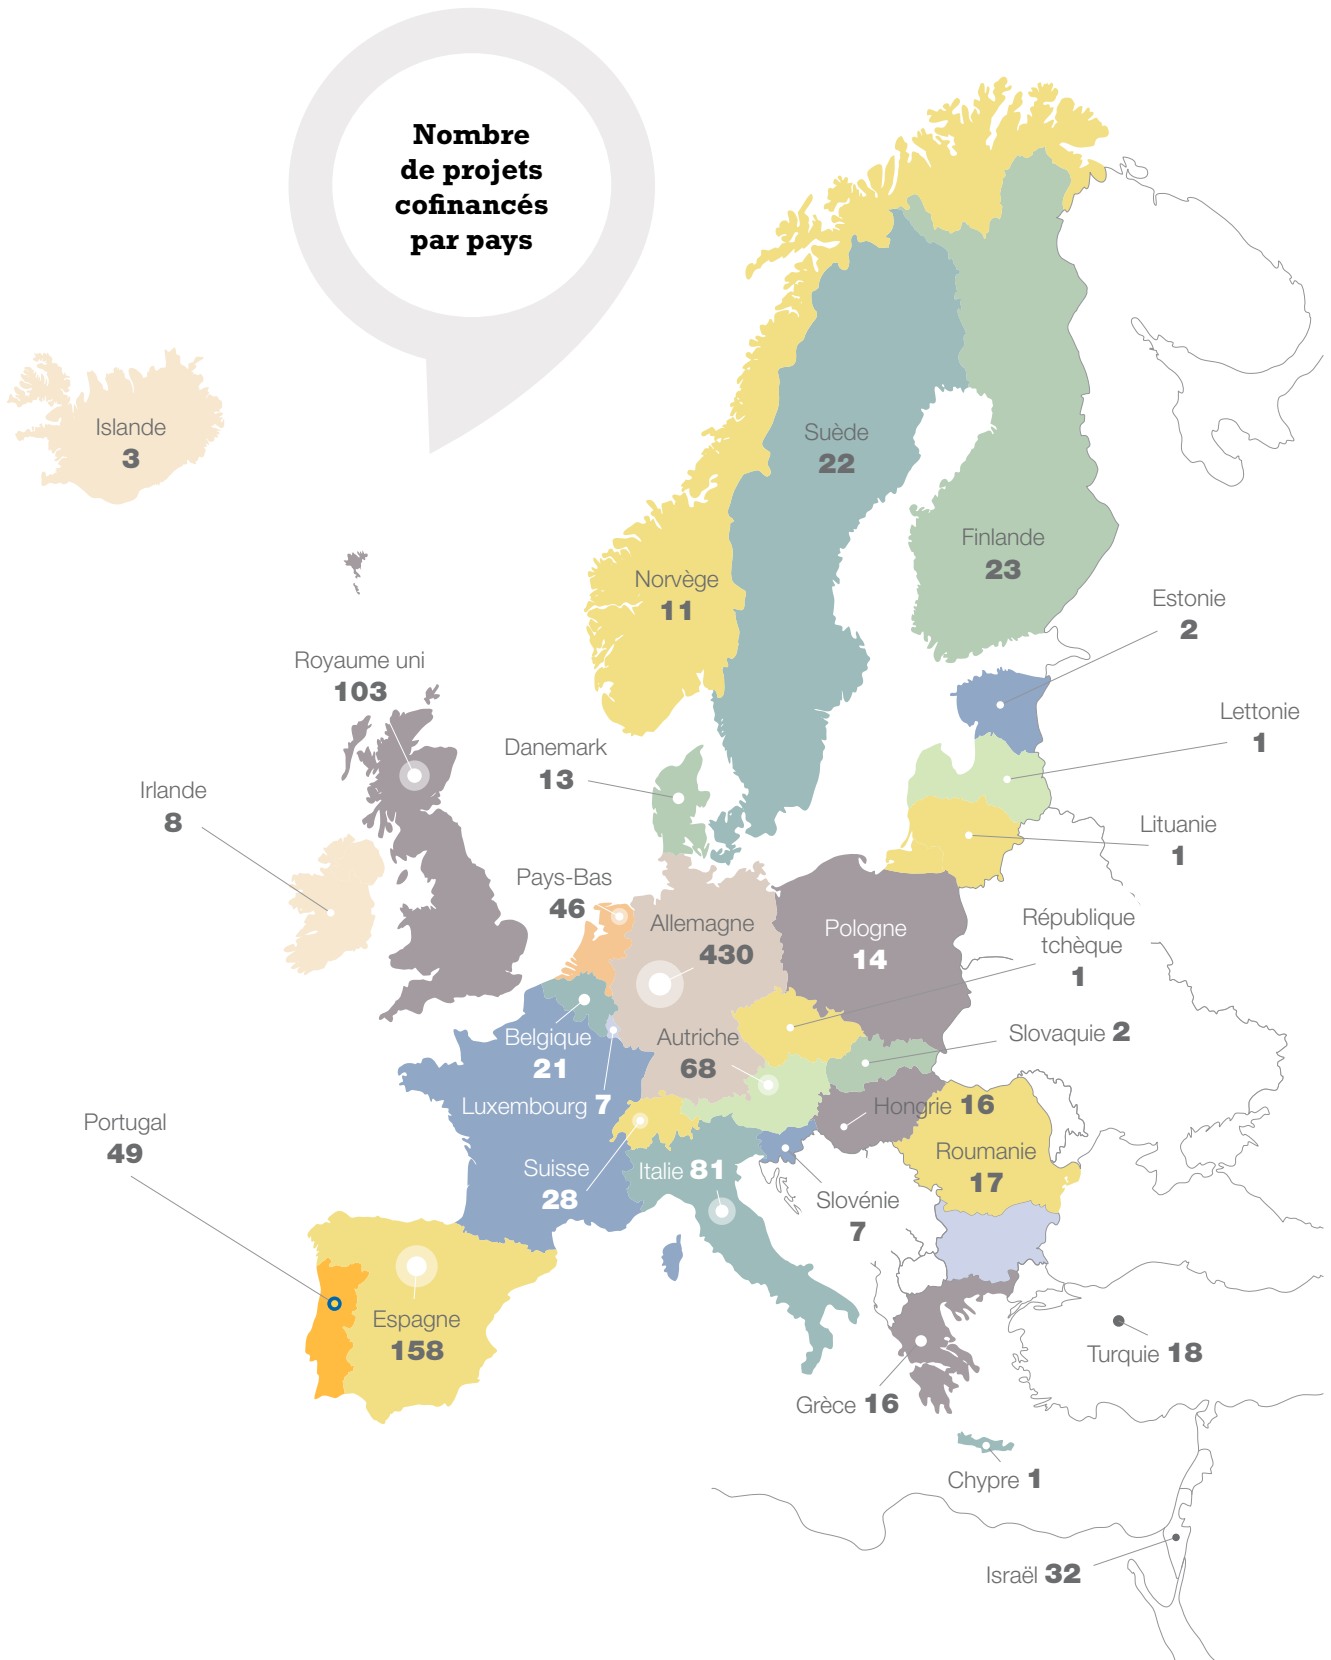 Nombre
de projets
cofinancés
par pays
Islande
3
Suède
22
Finlande
23
Norvège
11
Estonie
2
Royaume uni
103
Lettonie
1
Danemark
13
Irlande
8
Lituanie
1
Pays-Bas
46
Allemagne
430
Pologne
14
République
tchèque
1
Belgique
21
Autriche
68
Slovaquie 2
Luxembourg 7
Hongrie 16
Portugal
49
Suisse
28
Italie 81
Roumanie
17
Slovénie
7
Espagne
158
Turquie 18
Grèce 16
Chypre 1
Israël 32